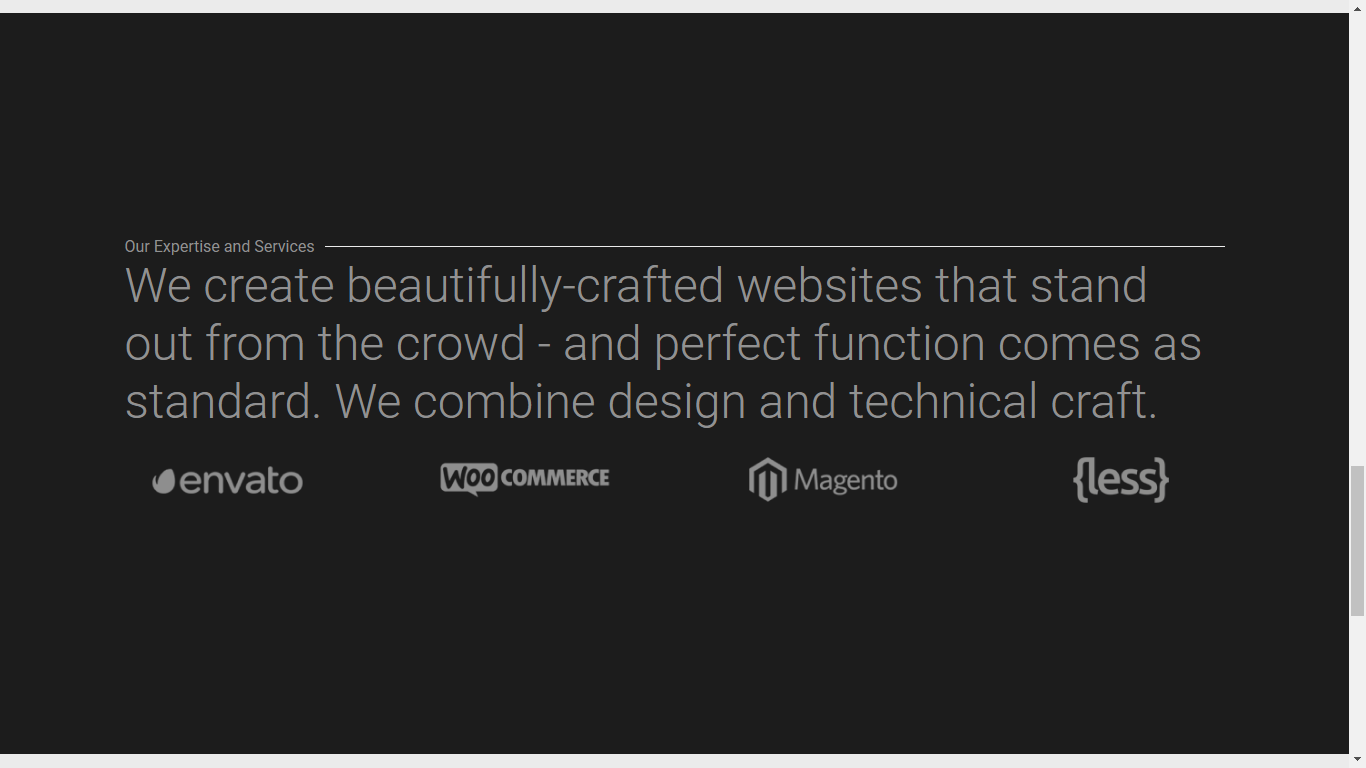 Our Expertise and Services
We create beautifully-crafted websites that stand
out from the crowd - and perfect function comes as
standard. We combine design and technical craft.
envato WOO COMMERCE Magento {less}